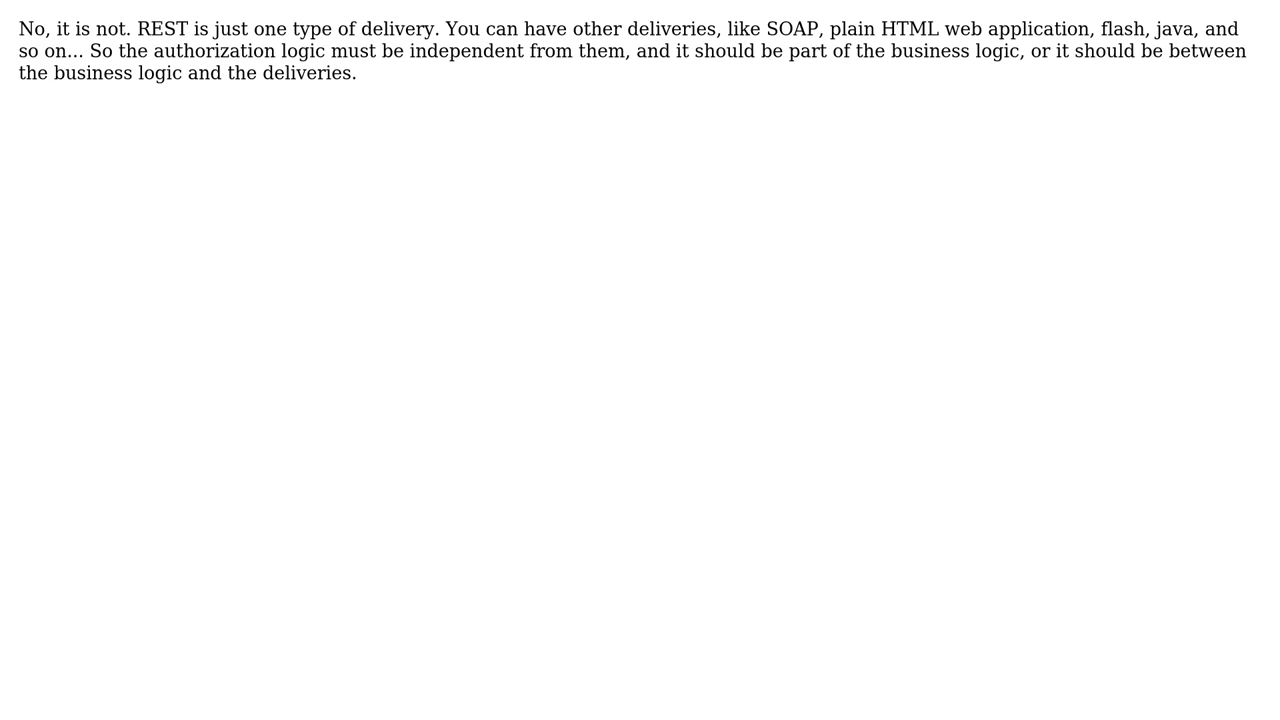 No, it is not. REST is just one type of delivery. You can have other deliveries, like SOAP, plain HTML web application, flash, java, and
so on... So the authorization logic must be independent from them, and it should be part of the business logic, or it should be between
the business logic and the deliveries.